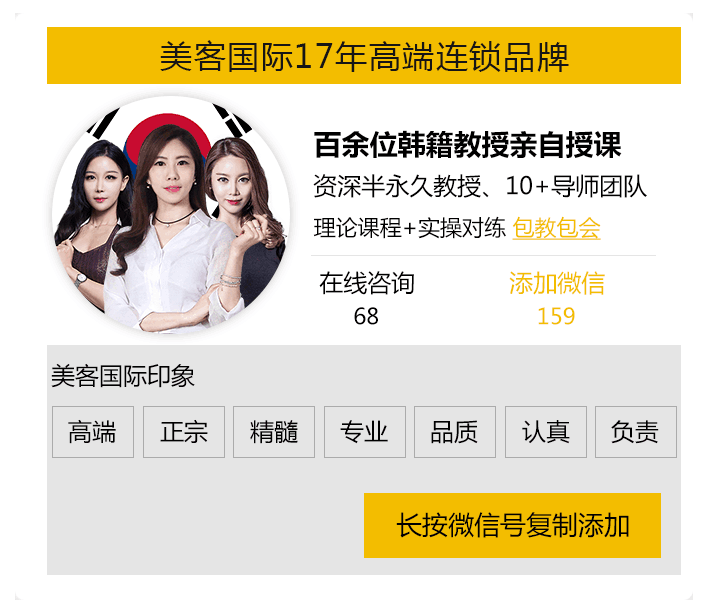 美客国际17年高端连锁品牌
百余位韩籍教授亲自授课
资深半永久教授、10+导师团队
理论课程+实操对练 包教包会
在线咨询 添加微信
68 159
美客国际印象
高端 正宗 精髓 专业 品质 认真 负责
长按微信号复制添加